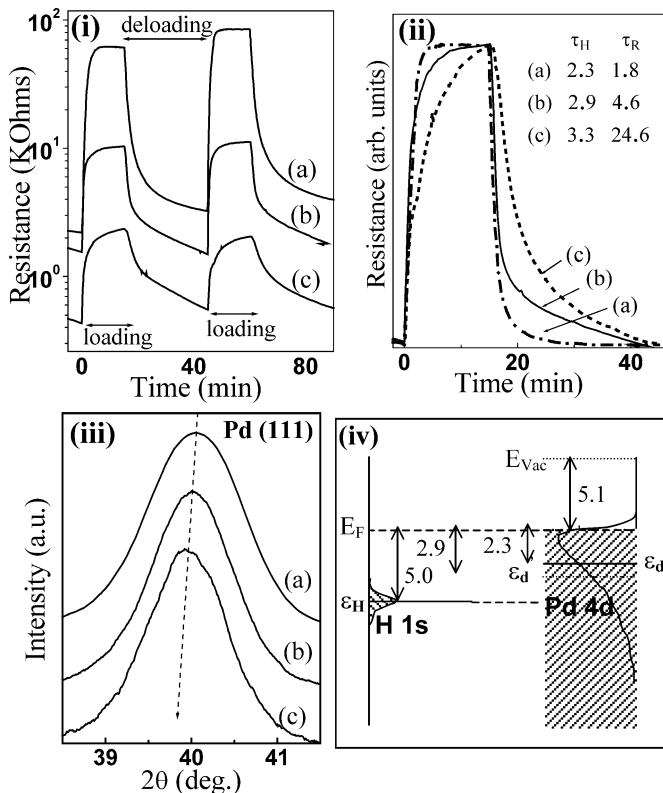 (i)
deloading
10²
10¹
10⁰
Resistance (KOhms)
(a)
(b)
(c)
loading
loading
0
40
80
Time (min)
(ii)
τH τR
(a) 2.3 1.8
(b) 2.9 4.6
(c) 3.3 24.6
Resistance (arb. units)
(c)
(b)
(a)
0
20
40
Time (min)
(iii)
Pd (111)
Intensity (a.u.)
(a)
(b)
(c)
39
40
41
2θ (deg.)
(iv)
EVac
5.1
EF
2.9
2.3
5.0
εd
εd
εH
H 1s
Pd 4d